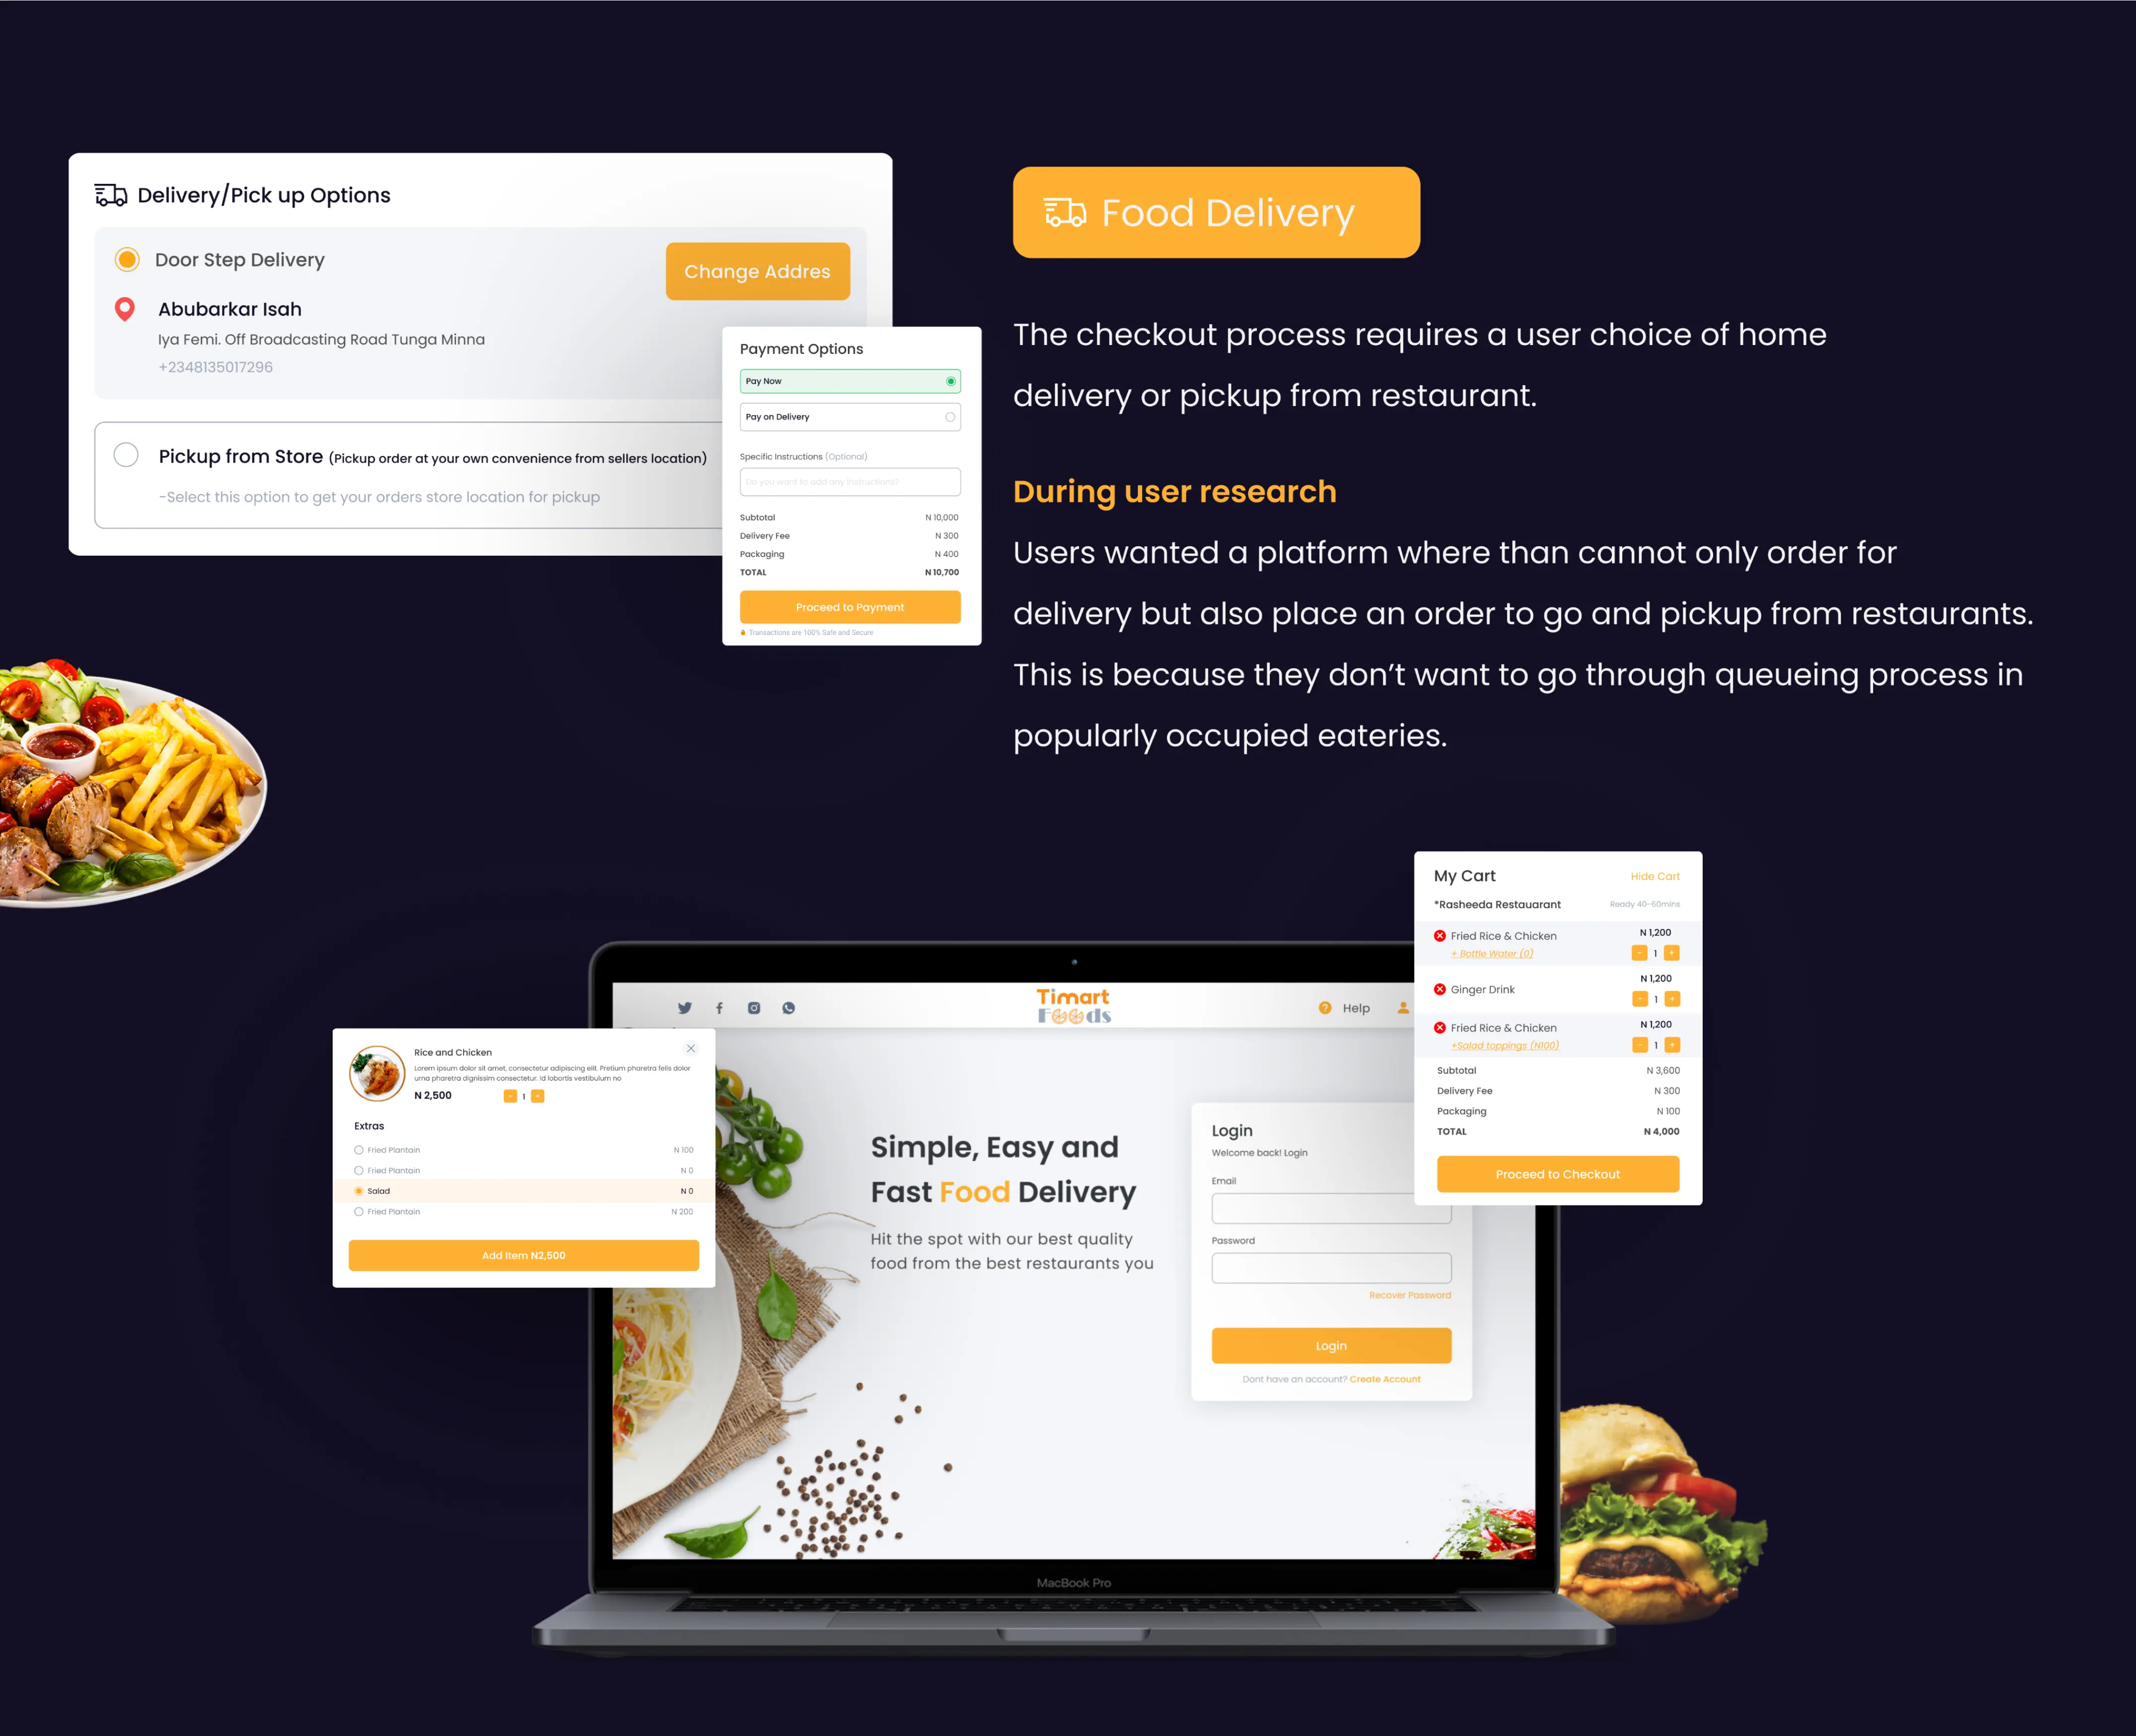 Delivery/Pick up Options
Door Step Delivery
Change Addres
Abubarkar Isah
Iya Femi. Off Broadcasting Road Tunga Minna
+2348135017296
Pickup from Store (Pickup order at your own convenience from sellers location)
-Select this option to get your orders store location for pickup
Payment Options
Pay Now
Pay on Delivery
Specific Instructions (Optional)
Do you want to add any instructions?
Subtotal N 10,000
Delivery Fee N 300
Packaging N 400
TOTAL N 10,700
Proceed to Payment
Transactions are 100% Safe and Secure
Food Delivery
The checkout process requires a user choice of home
delivery or pickup from restaurant.
During user research
Users wanted a platform where than cannot only order for
delivery but also place an order to go and pickup from restaurants.
This is because they don't want to go through queueing process in
popularly occupied eateries.
My Cart Hide Cart
*Rasheeda Restauarant Ready 40-60mins
Fried Rice & Chicken N 1,200
+ Bottle Water (0) - 1 +
Ginger Drink N 1,200
- 1 +
Fried Rice & Chicken N 1,200
+Salad toppings (N100) - 1 +
Subtotal N 3,600
Delivery Fee N 300
Packaging N 100
TOTAL N 4,000
Proceed to Checkout
Timart
Foods
? Help
Rice and Chicken
Lorem ipsum dolor sit amet, consectetur adipiscing elit. Pretium pharetra felis dolor
urna pharetra dignissim consectetur. Id lobortis vestibulum no
N 2,500 - 1 +
Extras
Fried Plantain N 100
Fried Plantain N 0
Salad N 0
Fried Plantain N 200
Add Item N2,500
Simple, Easy and
Fast Food Delivery
Hit the spot with our best quality
food from the best restaurants you
Login
Welcome back! Login
Email
Password
Recover Password
Login
Dont have an account? Create Account
MacBook Pro